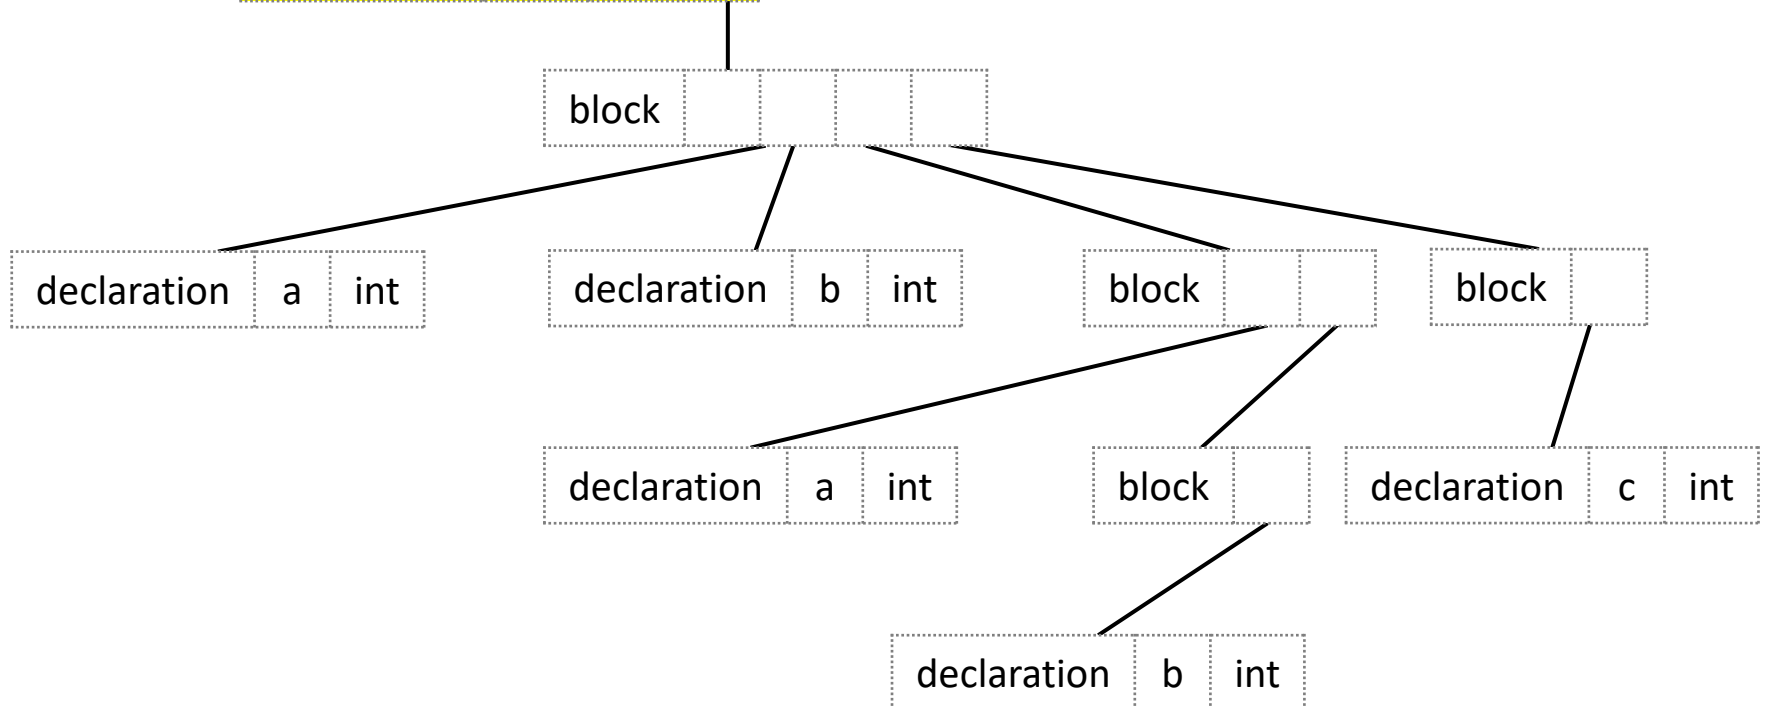 block
declaration a int
declaration b int
block
block
declaration a int
block
declaration c int
declaration b int